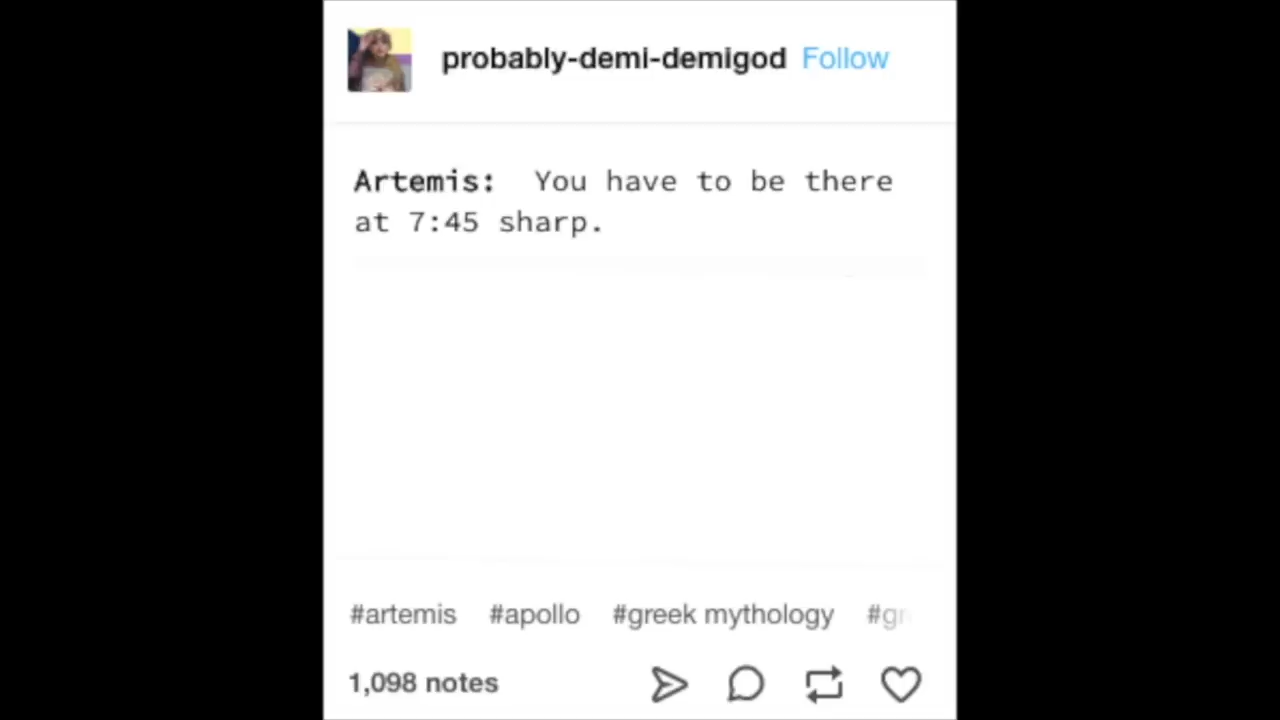 probably-demi-demigod Follow
Artemis: You have to be there
at 7:45 sharp.
#artemis #apollo #greek mythology #gr
1,098 notes